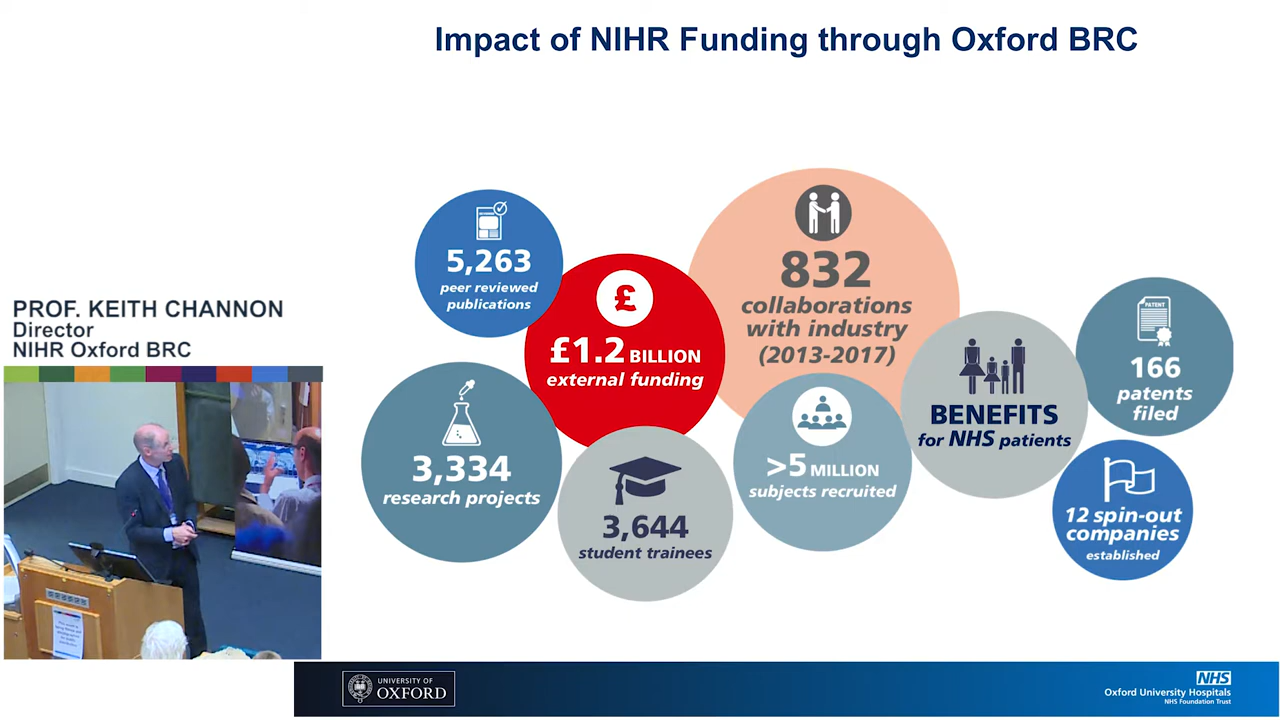 Impact of NIHR Funding through Oxford BRC
5,263
peer reviewed
publications
£
£1.2 BILLION
external funding
832
collaborations
with industry
(2013-2017)
PATENT
166
patents
filed
BENEFITS
for NHS patients
3,334
research projects
3,644
student trainees
>5 MILLION
subjects recruited
12 spin-out
companies
established
PROF. KEITH CHANNON
Director
NIHR Oxford BRC
UNIVERSITY OF
OXFORD
NHS
Oxford University Hospitals
NHS Foundation Trust